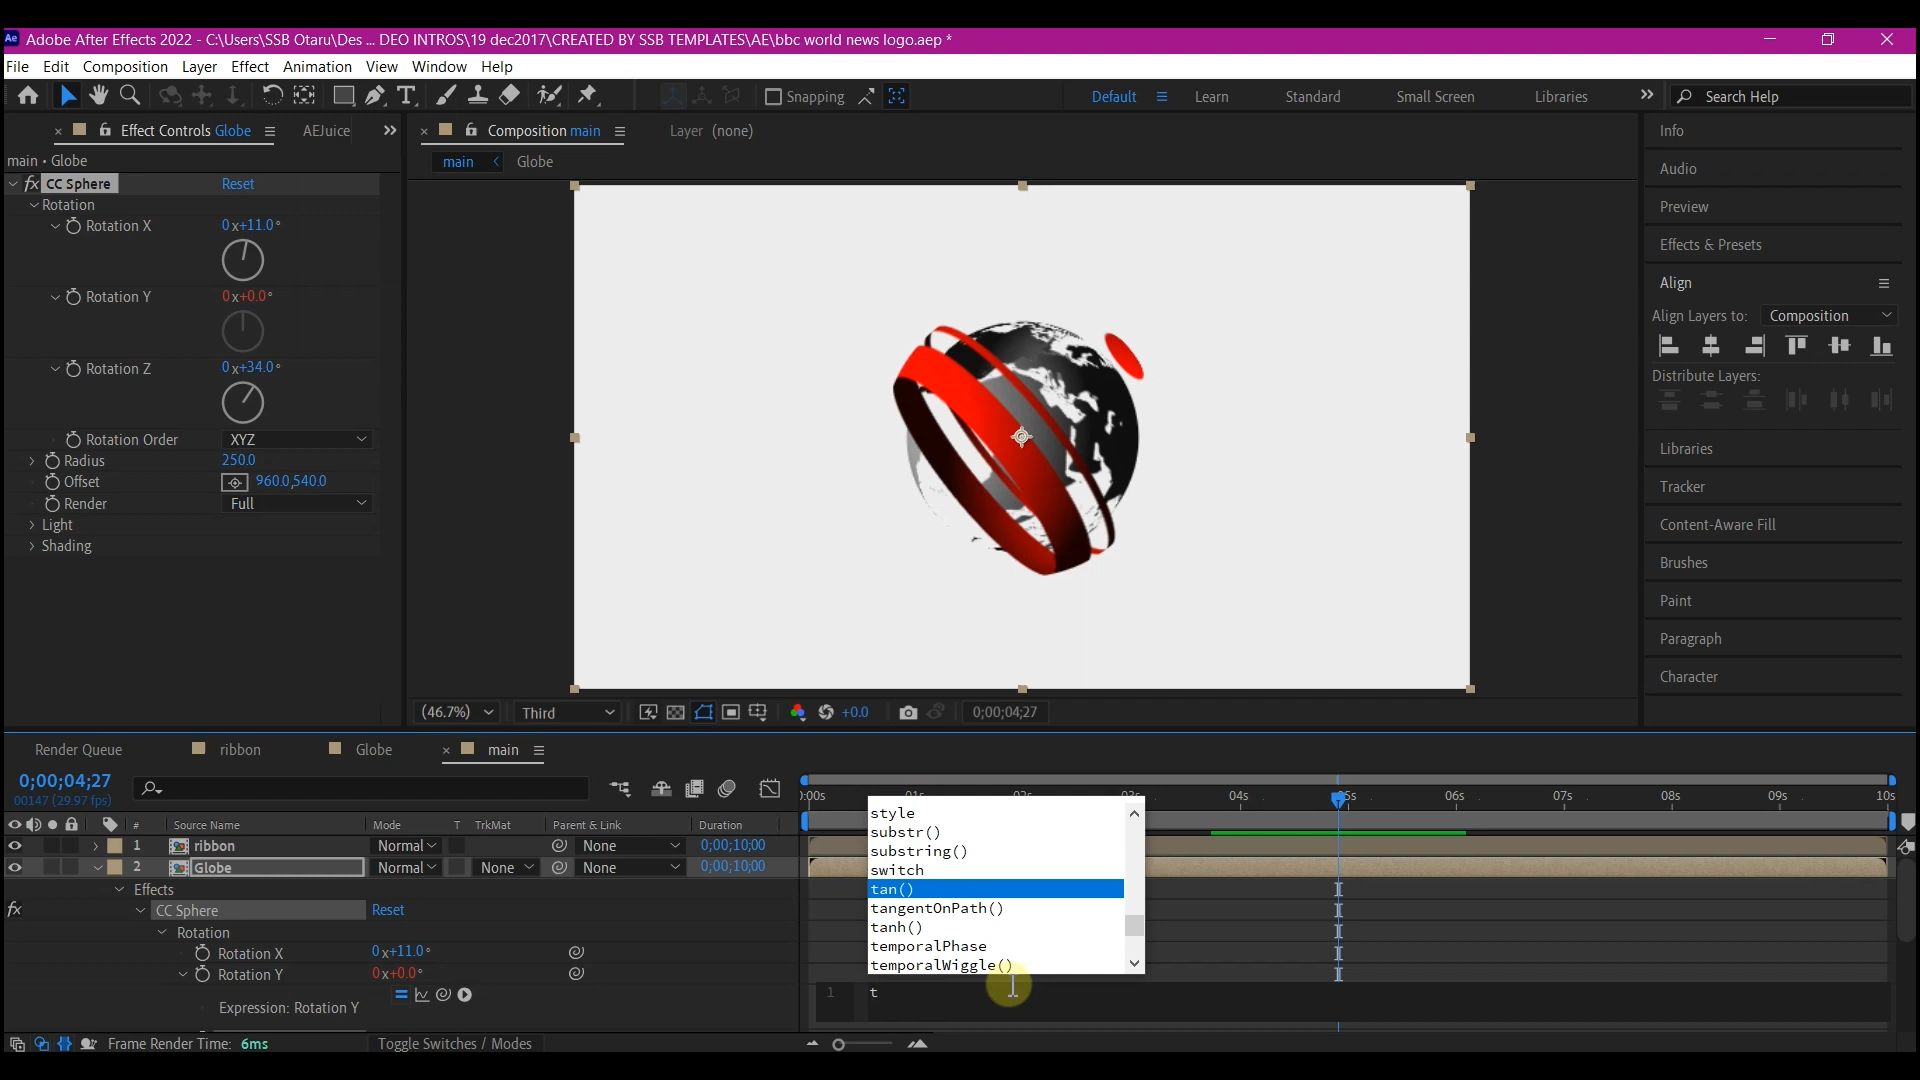 Ae Adobe After Effects 2022 - C:\Users\SSB Otaru\Des ... DEO INTROS\19 dec2017\CREATED BY SSB TEMPLATES\AE\bbc world news logo.aep *
File Edit Composition Layer Effect Animation View Window Help
T Snapping Default Learn Standard Small Screen Libraries Search Help
Effect Controls Globe AEJuice
main • Globe
fx CC Sphere Reset
Rotation
Rotation X 0x+11.0°
Rotation Y 0x+0.0°
Rotation Z 0x+34.0°
Rotation Order XYZ
Radius 250.0
Offset 960.0,540.0
Render Full
Light
Shading
Composition main Layer (none)
main Globe
(46.7%) Third +0.0 0;00;04;27
Info
Audio
Preview
Effects & Presets
Align
Align Layers to: Composition
Distribute Layers:
Libraries
Tracker
Content-Aware Fill
Brushes
Paint
Paragraph
Character
Render Queue ribbon Globe main
0;00;04;27
00147 (29.97 fps)
# Source Name Mode T TrkMat Parent & Link Duration
1 ribbon Normal None 0;00;10;00
2 Globe Normal None None 0;00;10;00
Effects
fx CC Sphere Reset
Rotation
Rotation X 0x+11.0°
Rotation Y 0x+0.0°
Expression: Rotation Y
Frame Render Time: 6ms Toggle Switches / Modes
):00s 01s 02s 03s 04s 05s 06s 07s 08s 09s 10s
style
substr()
substring()
switch
tan()
tangentOnPath()
tanh()
temporalPhase
temporalWiggle()
1 t